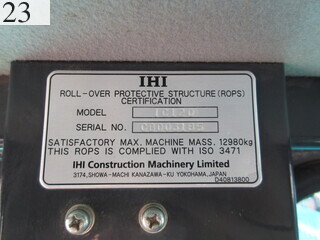 23
IHI
ROLL-OVER PROTECTIVE STRUCTURE (ROPS)
CERTIFICATION
MODEL
SERIAL NO.
SATISFACTORY MAX. MACHINE MASS. 12980kg
THIS ROPS IS COMPLIED WITH ISO 3471
IHI Construction Machinery Limited
3174, SHOWA-MACHI KANAZAWA-KU YOKOHAMA, JAPAN
D40813800